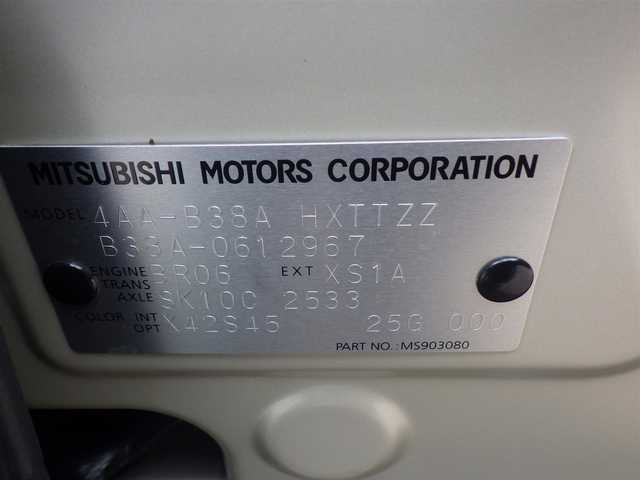 MITSUBISHI MOTORS CORPORATION
MODEL 4AA-B38A HXTTZZ
B38A-0612967
ENGINE BR06 EXT XS1A
TRANS
AXLE SK10C 2533
COLOR INT X42S45 25G 000
OPT
PART NO.:MS903080